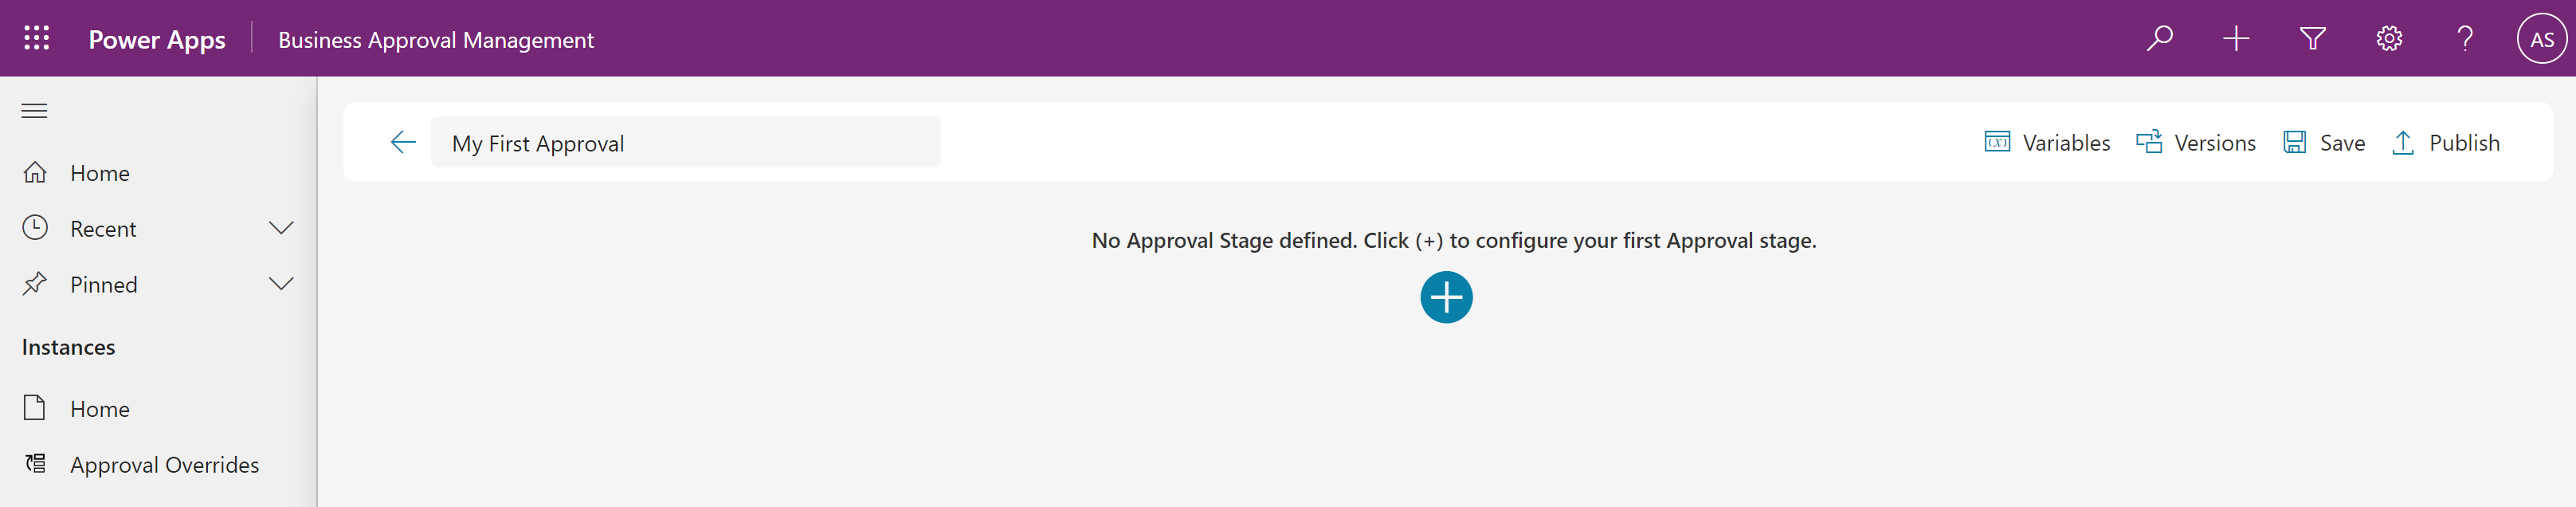 Power Apps
Business Approval Management
AS
My First Approval
Variables
Versions
Save
Publish
Home
Recent
Pinned
Instances
Home
Approval Overrides
No Approval Stage defined. Click (+) to configure your first Approval stage.